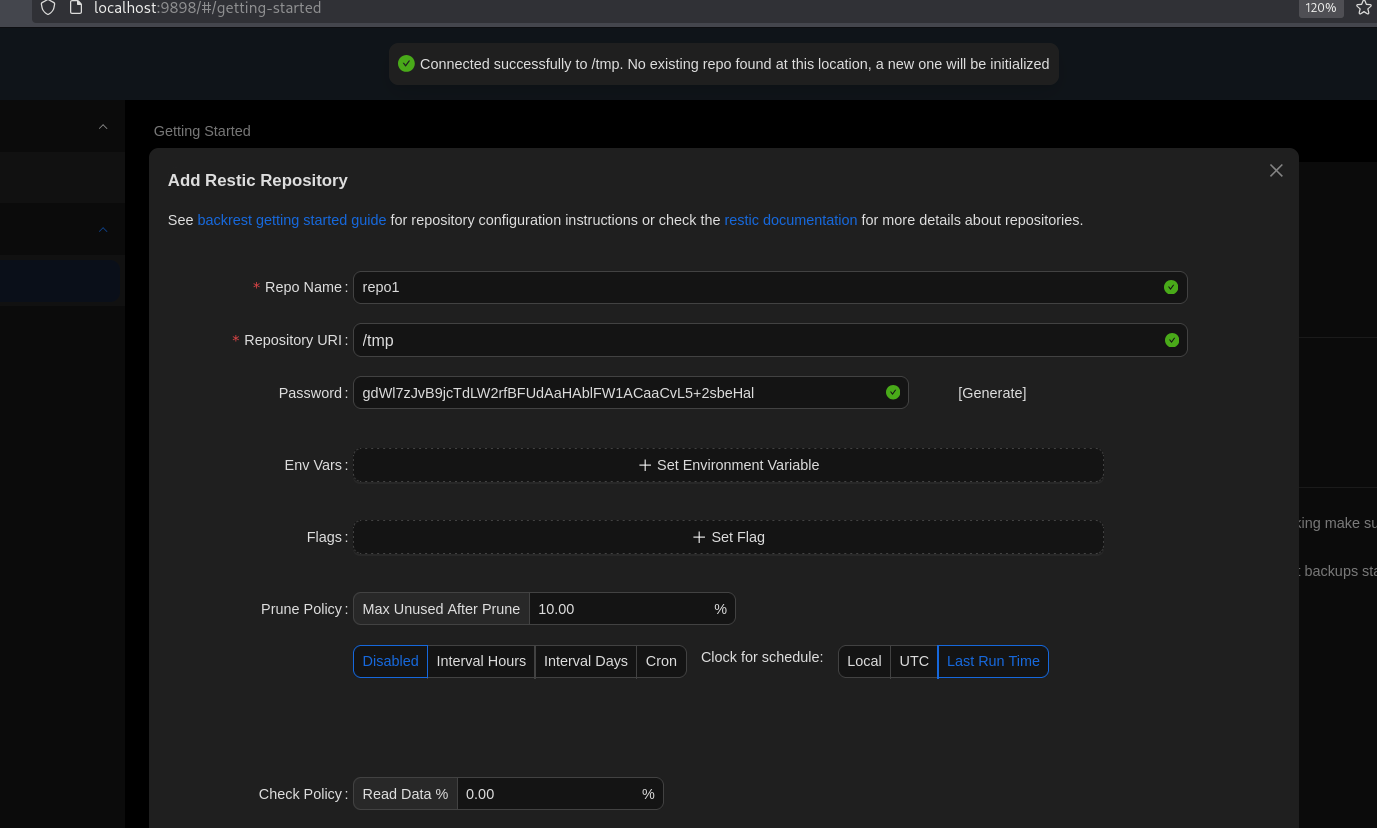 localhost:9898/#/getting-started
120%
Connected successfully to /tmp. No existing repo found at this location, a new one will be initialized
Getting Started
Add Restic Repository
See backrest getting started guide for repository configuration instructions or check the restic documentation for more details about repositories.
* Repo Name: repo1
* Repository URI: /tmp
Password: gdWl7zJvB9jcTdLW2rfBFUdAaHAblFW1ACaaCvL5+2sbeHal [Generate]
Env Vars: + Set Environment Variable
king make su
Flags: + Set Flag
t backups sta
Prune Policy: Max Unused After Prune 10.00 %
Disabled Interval Hours Interval Days Cron Clock for schedule: Local UTC Last Run Time
Check Policy: Read Data % 0.00 %